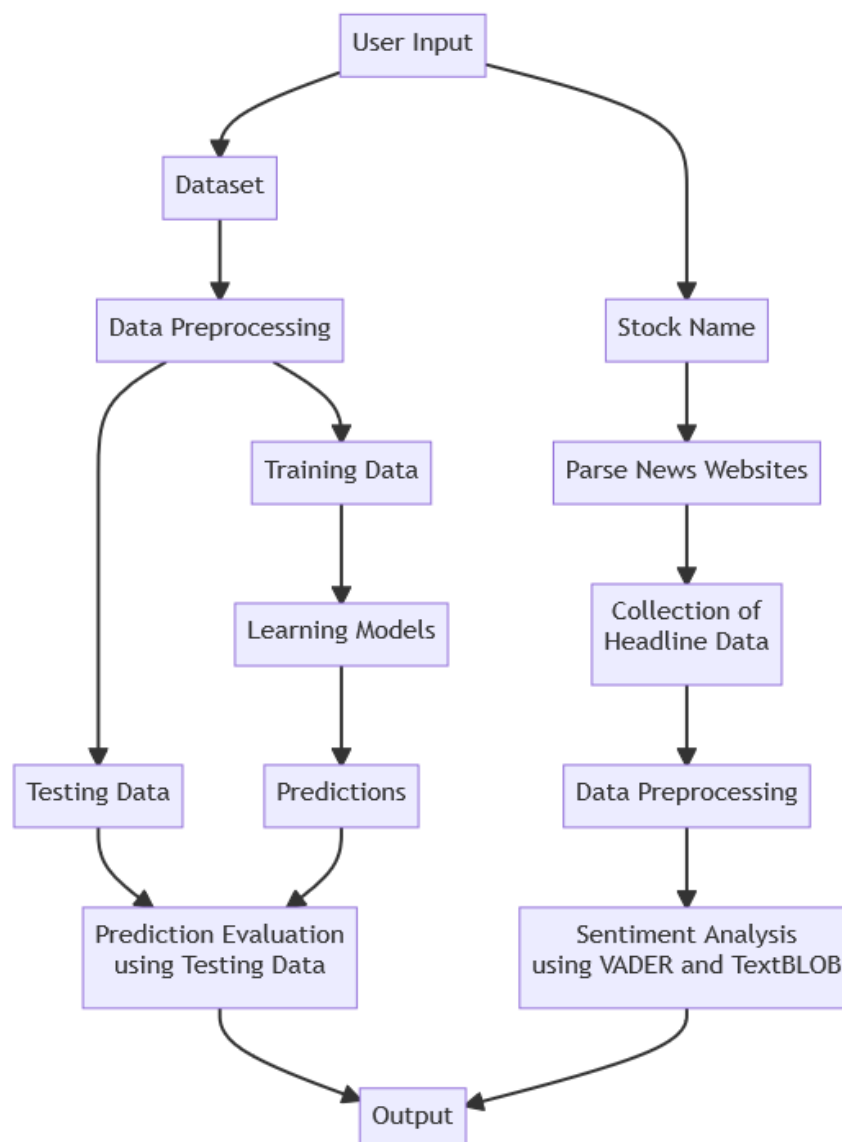 User Input
Dataset
Data Preprocessing
Stock Name
Training Data
Parse News Websites
Learning Models
Collection of
Headline Data
Testing Data
Predictions
Data Preprocessing
Prediction Evaluation
using Testing Data
Sentiment Analysis
using VADER and TextBLOB
Output